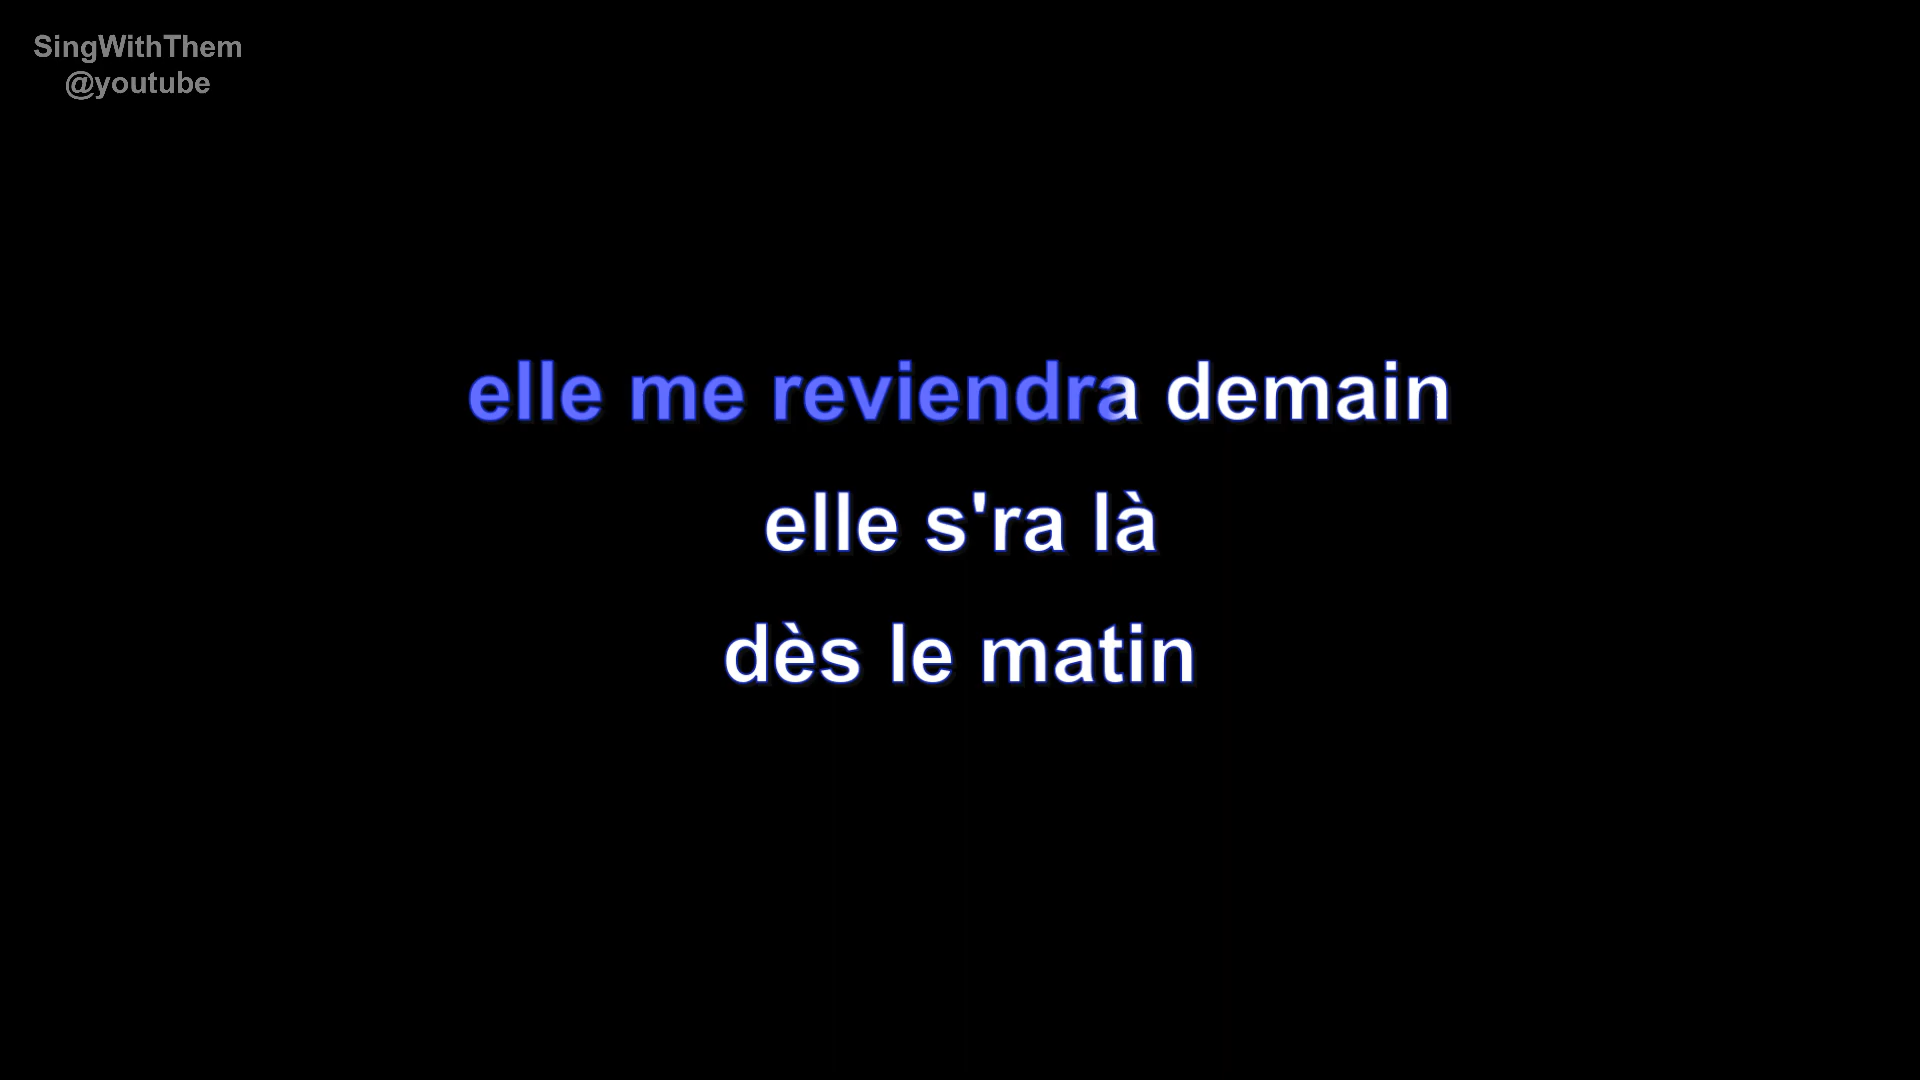 SingWithThem
@youtube
elle me reviendra demain
elle s'ra là
dès le matin